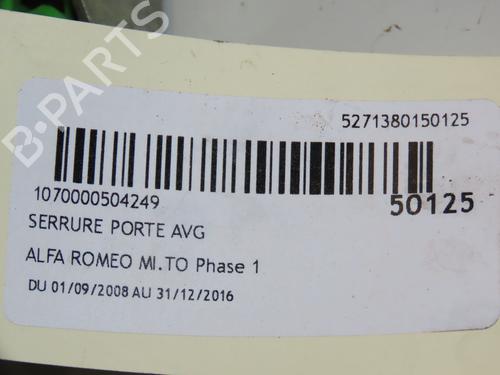 5271380150125
1070000504249
50125
SERRURE PORTE AVG
ALFA ROMEO MI.TO Phase 1
DU 01/09/2008 AU 31/12/2016
B-PARTS